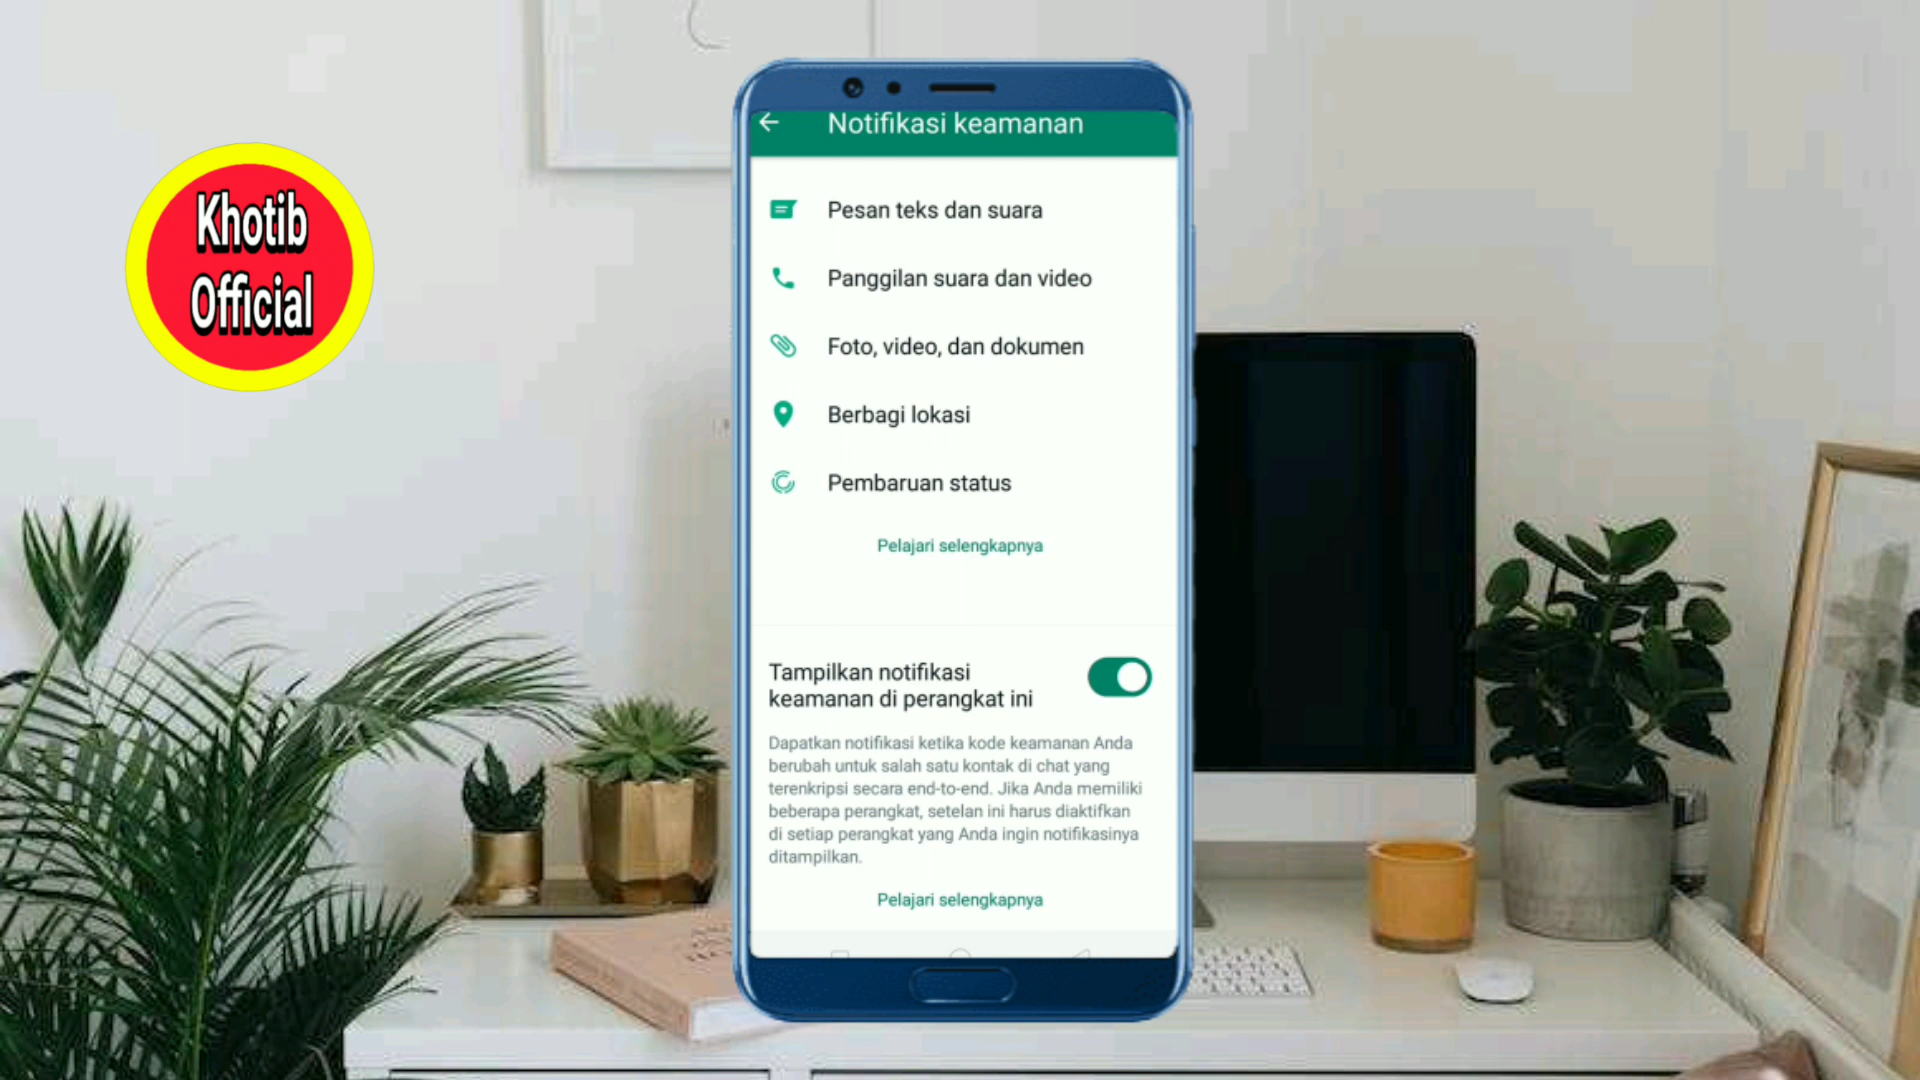 Khotib
Official
Notifikasi keamanan
Pesan teks dan suara
Panggilan suara dan video
Foto, video, dan dokumen
Berbagi lokasi
Pembaruan status
Pelajari selengkapnya
Tampilkan notifikasi
keamanan di perangkat ini
Dapatkan notifikasi ketika kode keamanan Anda
berubah untuk salah satu kontak di chat yang
terenkripsi secara end-to-end. Jika Anda memiliki
beberapa perangkat, setelan ini harus diaktifkan
di setiap perangkat yang Anda ingin notifikasinya
ditampilkan.
Pelajari selengkapnya